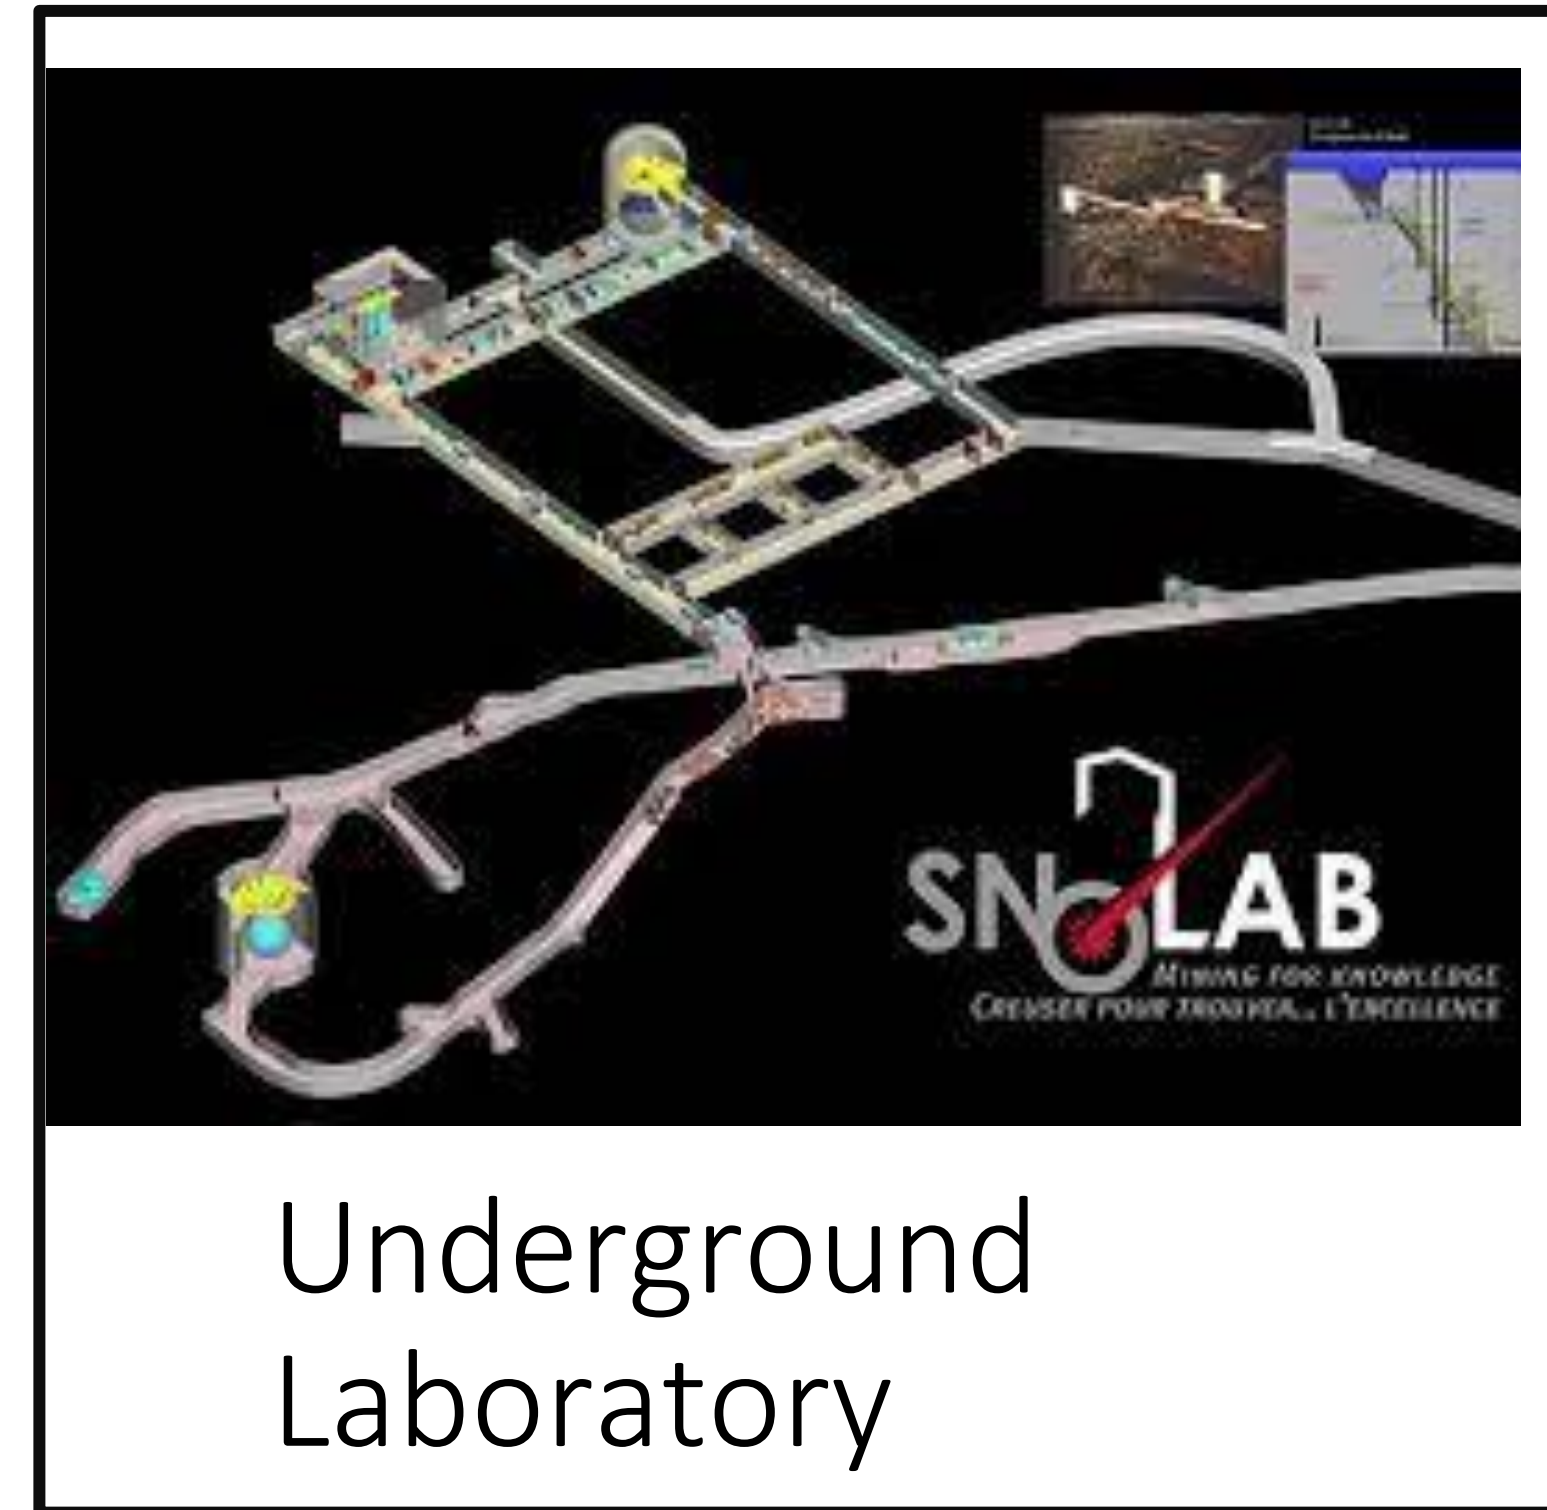 SNOLAB
MINING FOR KNOWLEDGE
CREUSER POUR TROUVER... L'EXCELLENCE
Underground
Laboratory